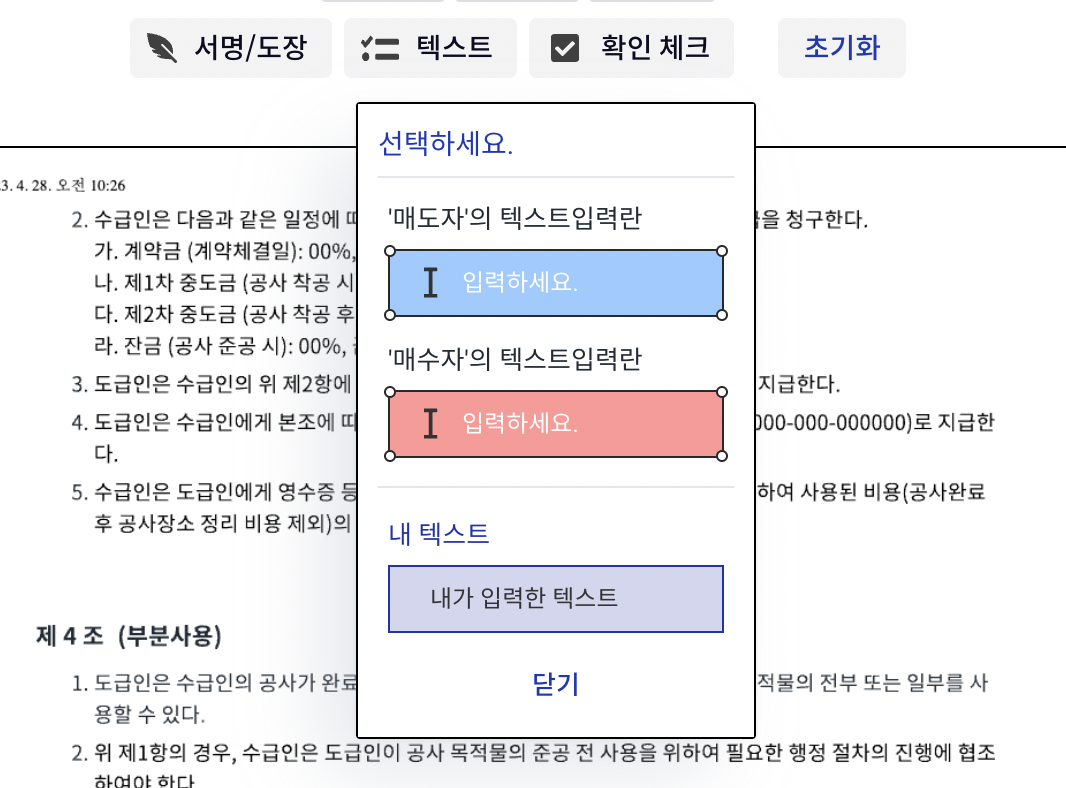 서명/도장 텍스트 확인 체크 초기화
선택하세요.
'매도자'의 텍스트입력란
입력하세요.
'매수자'의 텍스트입력란
입력하세요.
내 텍스트
내가 입력한 텍스트
닫기
3. 4. 28. 오전 10:26
2. 수급인은 다음과 같은 일정에 을 청구한다.
가. 계약금 (계약체결일): 00%,
나. 제1차 중도금 (공사 착공 시
다. 제2차 중도금 (공사 착공 후
라. 잔금 (공사 준공 시): 00%,
3. 도급인은 수급인의 위 제2항에 지급한다.
4. 도급인은 수급인에게 본조에 000-000-000000)로 지급한
다.
5. 수급인은 도급인에게 영수증 하여 사용된 비용(공사완료
후 공사장소 정리 비용 제외)의
제 4 조 (부분사용)
1. 도급인은 수급인의 공사가 완료 적물의 전부 또는 일부를 사
용할 수 있다.
2. 위 제1항의 경우, 수급인은 도급인이 공사 목적물의 준공 전 사용을 위하여 필요한 행정 절차의 진행에 협조
하여야 한다